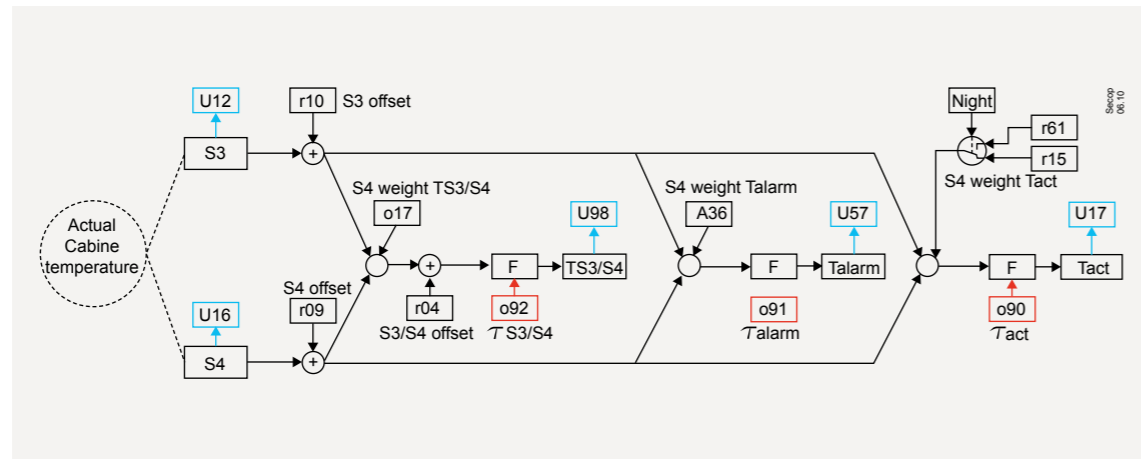 U12
r10 S3 offset
Night
Secop
06.10
S3
+
r61
r15
S4 weight TS3/S4
S4 weight Talarm
S4 weight Tact
o17
A36
Actual
Cabine
temperature
U98
U57
U17
+
F
TS3/S4
F
Talarm
F
Tact
S4 offset
r09
U16
r04
S3/S4 offset
o92
τ S3/S4
o91
τalarm
o90
τact
S4
+